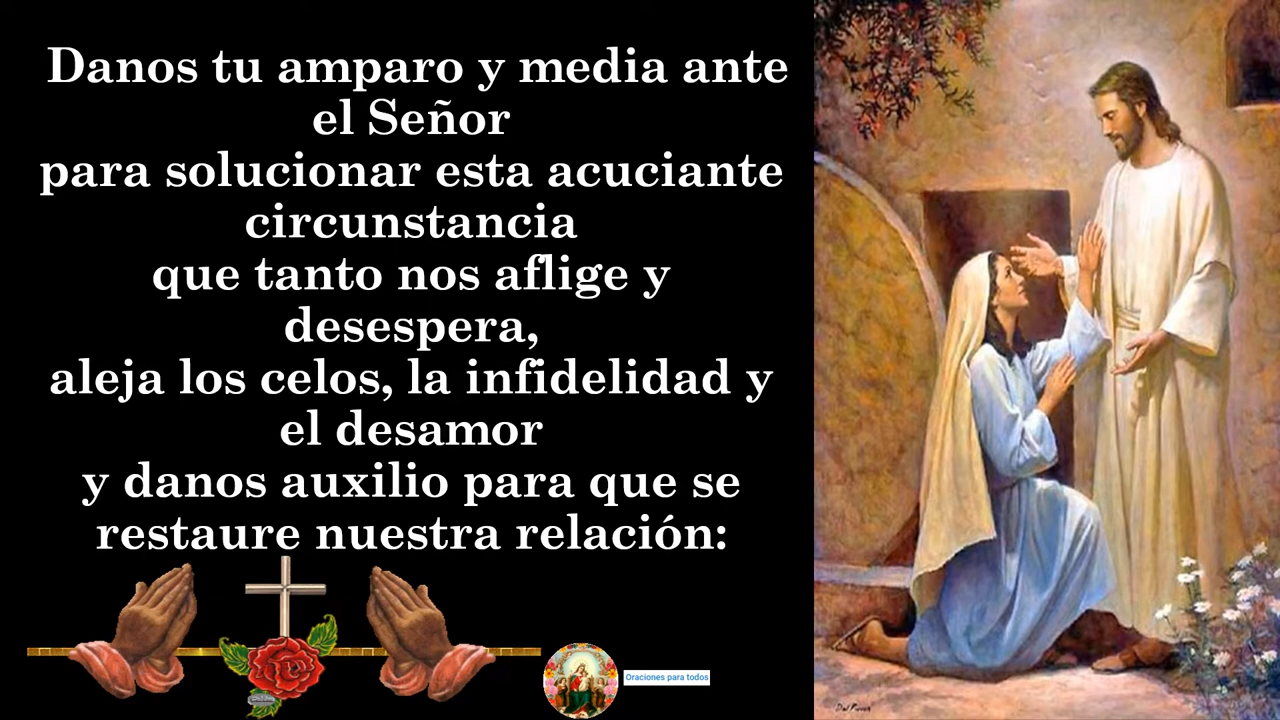 Danos tu amparo y media ante
el Señor
para solucionar esta acuciante
circunstancia
que tanto nos aflige y
desespera,
aleja los celos, la infidelidad y
el desamor
y danos auxilio para que se
restaure nuestra relación:
Oraciones para todos